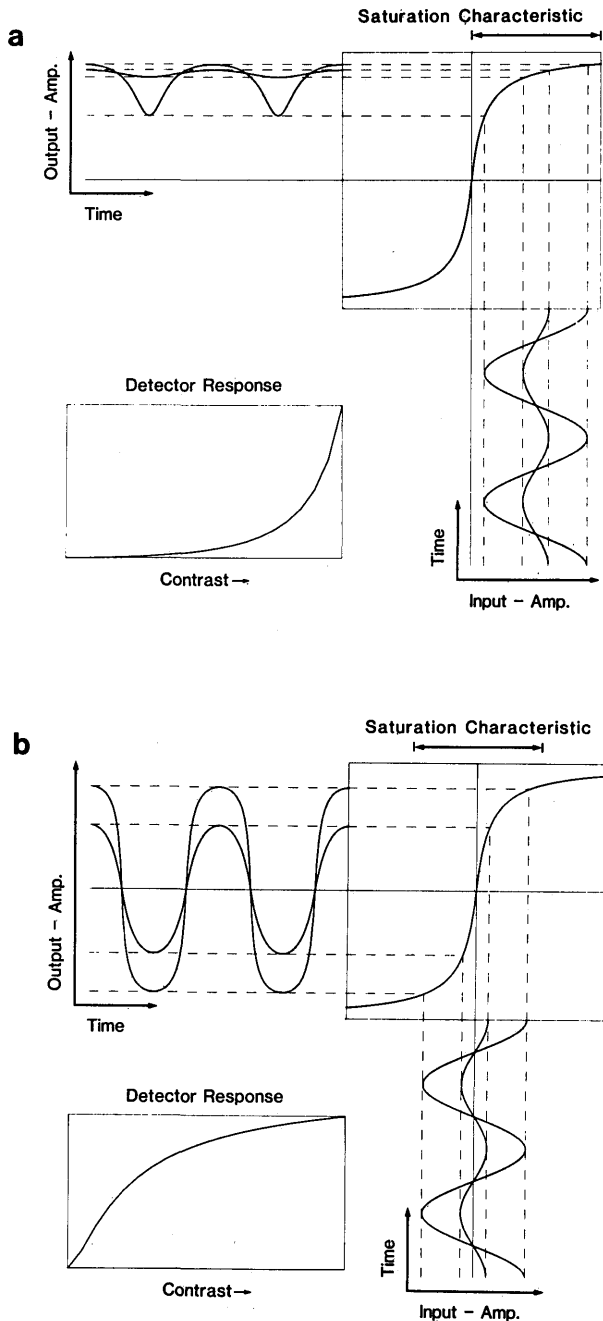 a
Saturation Characteristic
Output – Amp.
Time
Detector Response
Contrast→
Time
Input – Amp.
b
Saturation Characteristic
Output – Amp.
Time
Detector Response
Contrast→
Time
Input – Amp.